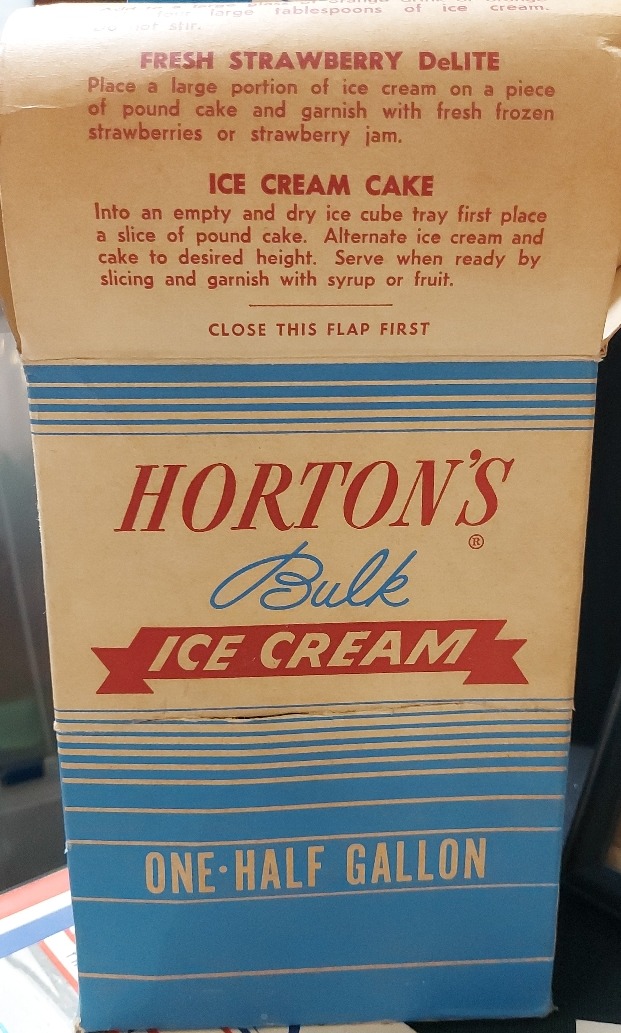 large tablespoons of ice cream.
not stir.
FRESH STRAWBERRY DeLITE
Place a large portion of ice cream on a piece
of pound cake and garnish with fresh frozen
strawberries or strawberry jam.
ICE CREAM CAKE
Into an empty and dry ice cube tray first place
a slice of pound cake. Alternate ice cream and
cake to desired height. Serve when ready by
slicing and garnish with syrup or fruit.
CLOSE THIS FLAP FIRST
HORTON'S
®
Bulk
ICE CREAM
ONE·HALF GALLON